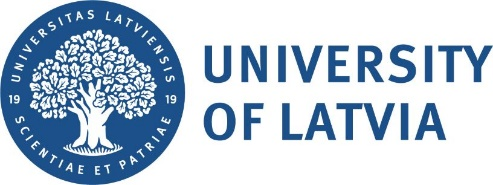 UNIVERSITAS LATVIENSIS
19 19
SCIENTIAE ET PATRIAE
UNIVERSITY
OF LATVIA